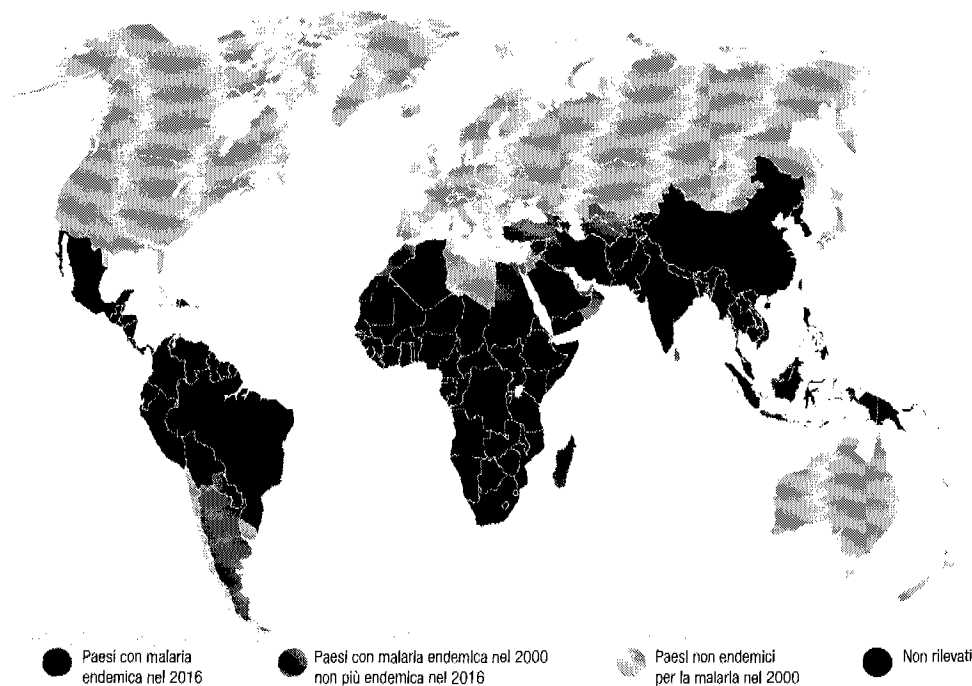 Paesi con malaria
endemica nel 2016
Paesi con malaria endemica nel 2000
non più endemica nel 2016
Paesi non endemici
per la malaria nel 2000
Non rilevati